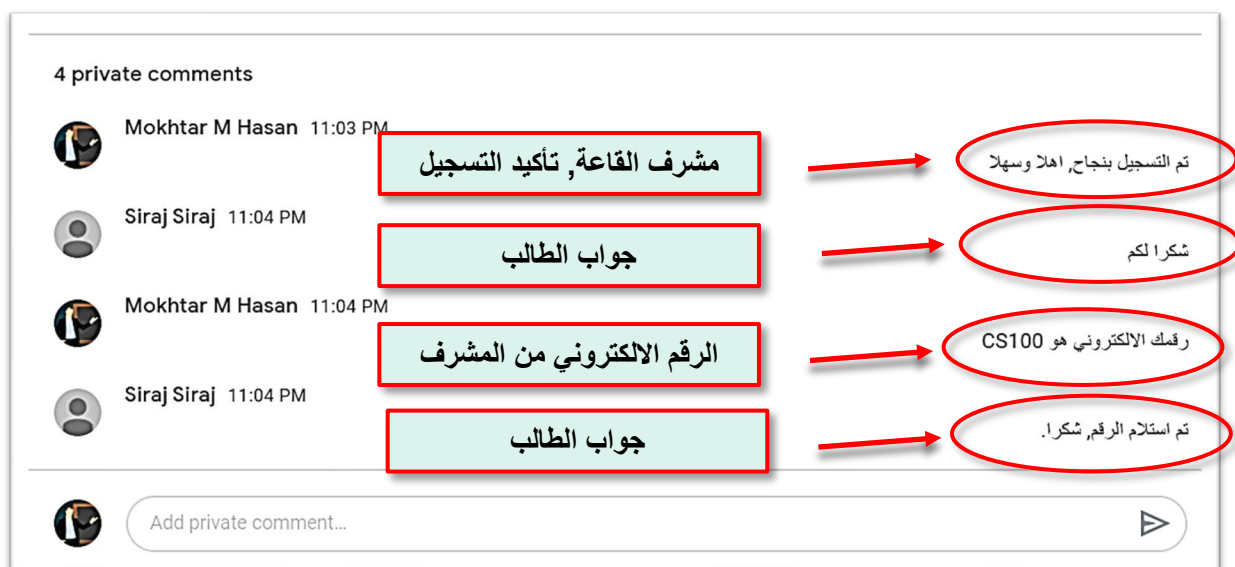 4 private comments
Mokhtar M Hasan 11:03 PM
مشرف القاعة, تأكيد التسجيل
تم التسجيل بنجاح, اهلا وسهلا
Siraj Siraj 11:04 PM
جواب الطالب
شكرا لكم
Mokhtar M Hasan 11:04 PM
الرقم الالكتروني من المشرف
رقمك الالكتروني هو CS100
Siraj Siraj 11:04 PM
جواب الطالب
تم استلام الرقم, شكرا.
Add private comment...